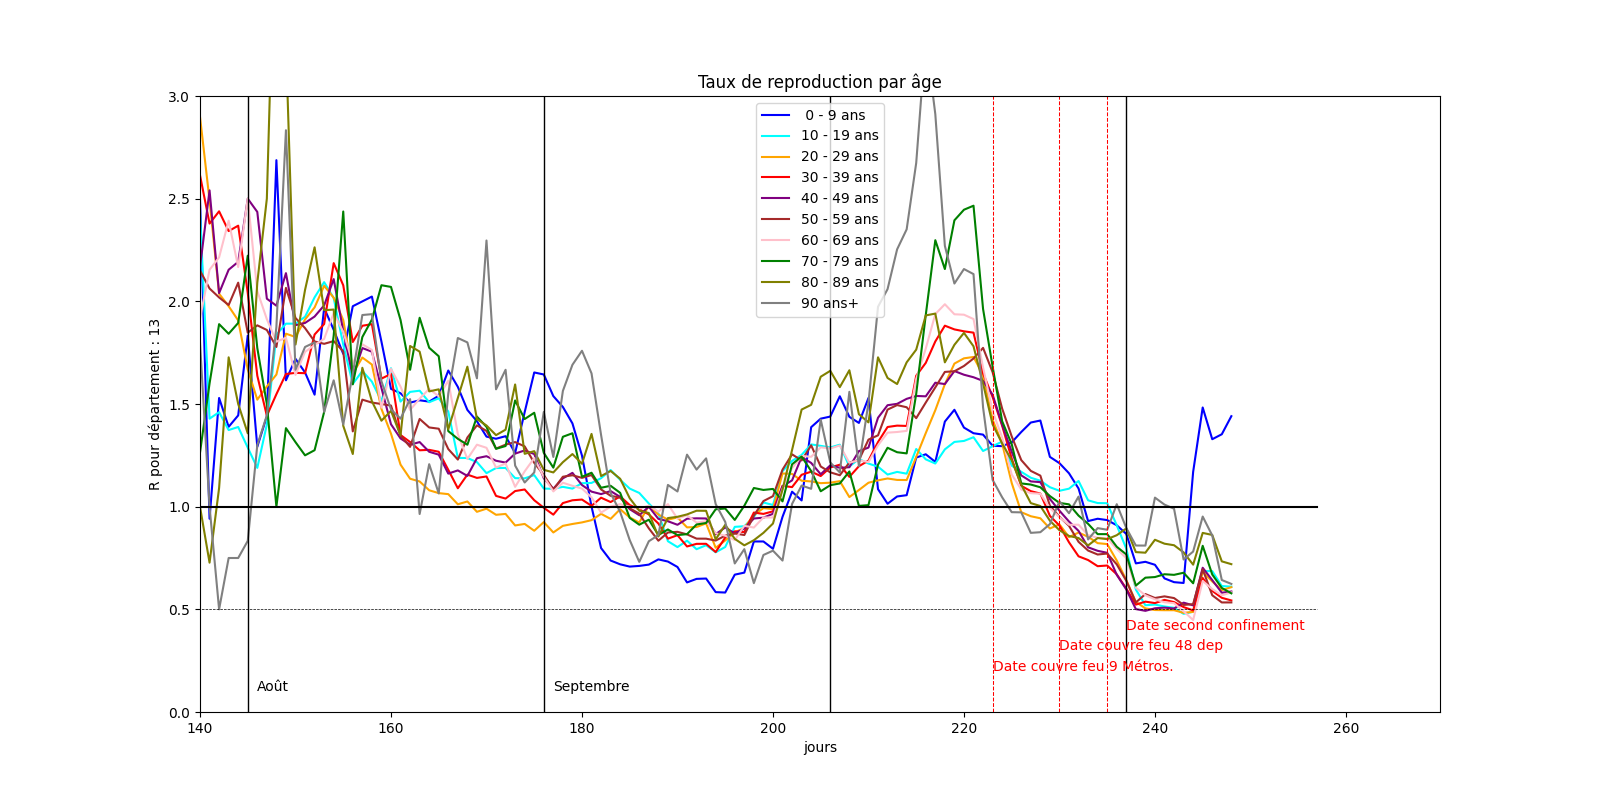 Taux de reproduction par âge
R pour département : 13
3.0
2.5
2.0
1.5
1.0
0.5
0.0
0 - 9 ans
10 - 19 ans
20 - 29 ans
30 - 39 ans
40 - 49 ans
50 - 59 ans
60 - 69 ans
70 - 79 ans
80 - 89 ans
90 ans+
Date second confinement
Date couvre feu 48 dep
Date couvre feu 9 Métros.
Août
Septembre
140 160 180 200 220 240 260
jours